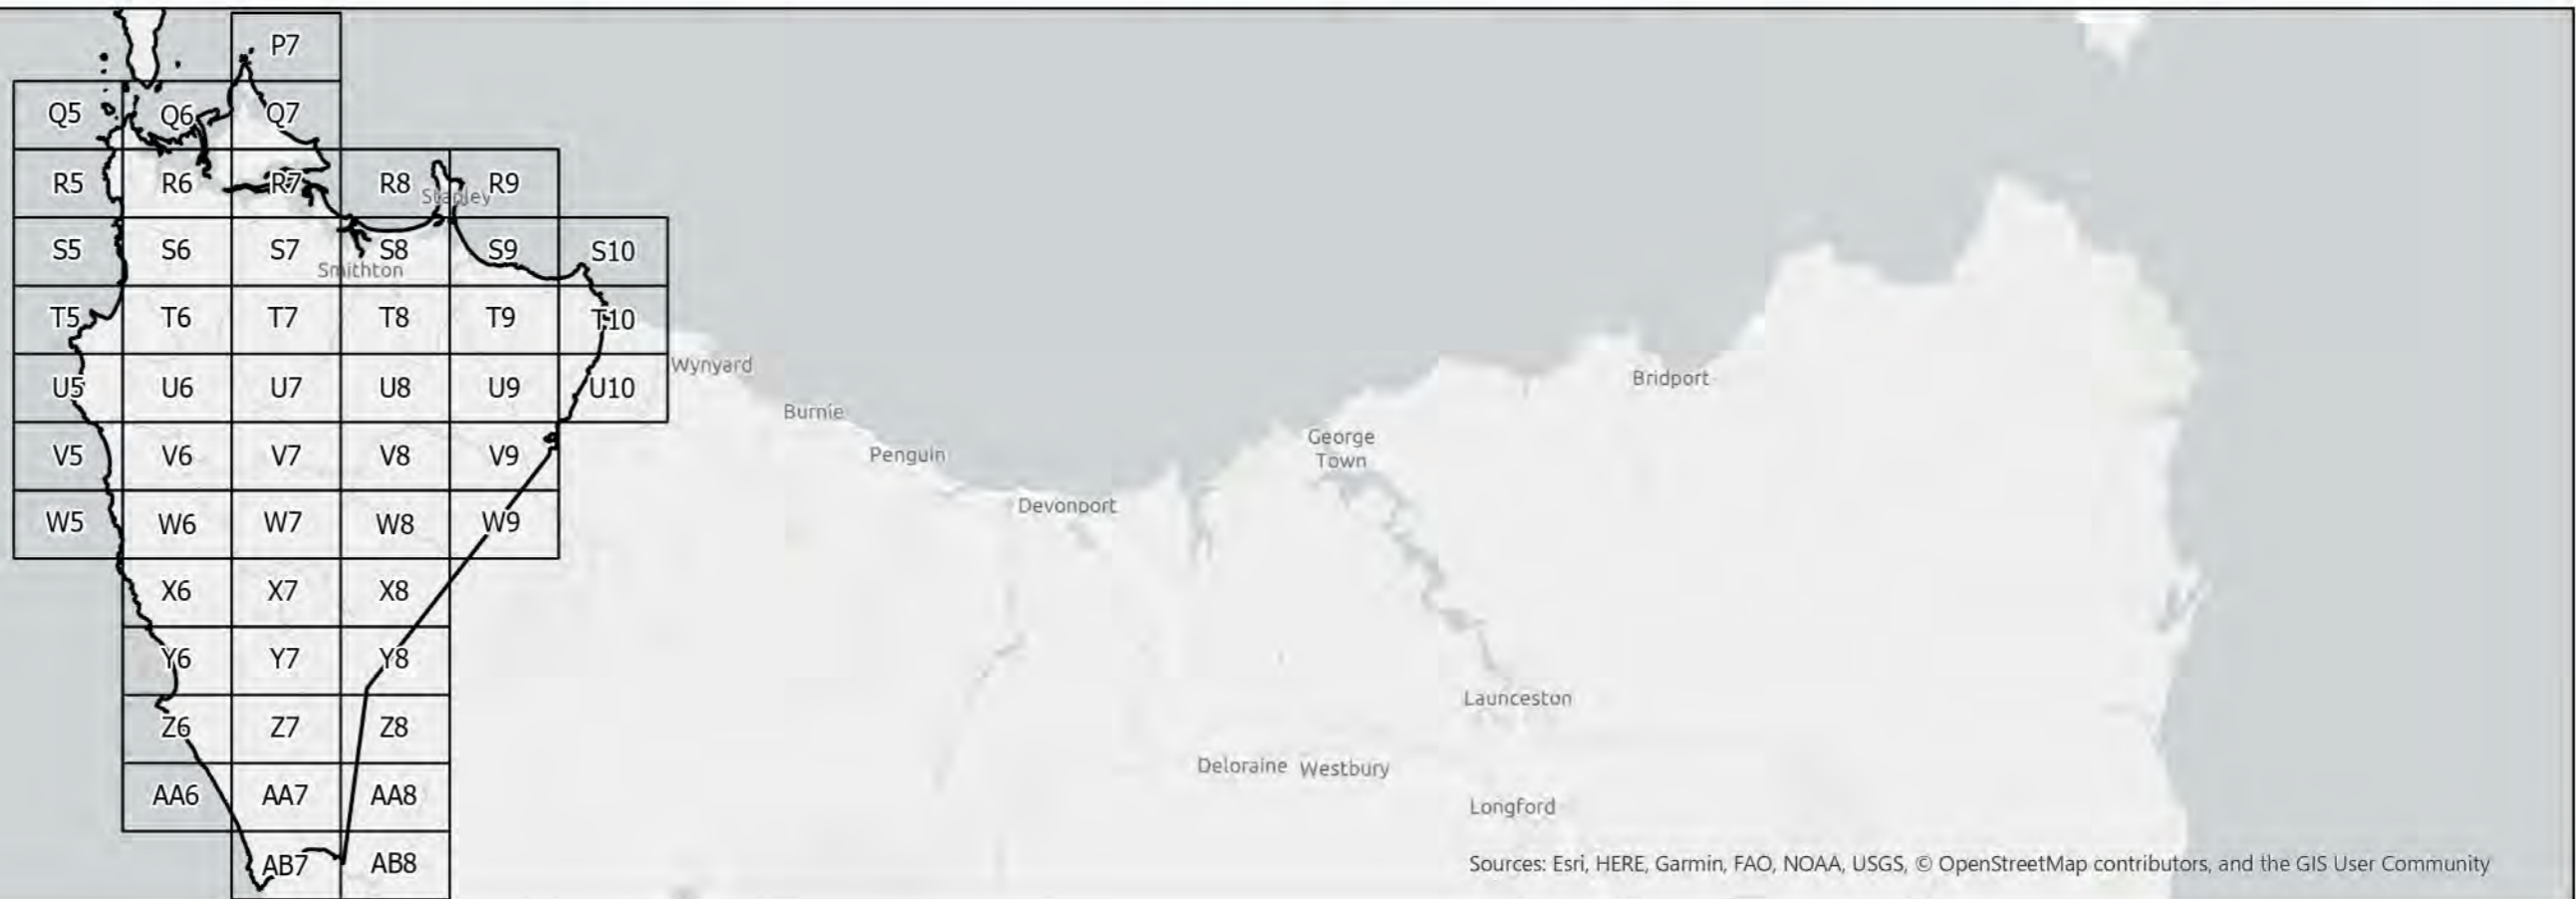 P7
Q5 Q6 Q7
R5 R6 R7 R8 R9
Stanley
S5 S6 S7 S8 S9 S10
Smithton
T5 T6 T7 T8 T9 T10
Wynyard
U5 U6 U7 U8 U9 U10
Bridport
Burnie
George
Town
V5 V6 V7 V8 V9
Penguin
Devonport
W5 W6 W7 W8 W9
X6 X7 X8
Y6 Y7 Y8
Launceston
Z6 Z7 Z8
Deloraine Westbury
AA6 AA7 AA8
Longford
AB7 AB8
Sources: Esri, HERE, Garmin, FAO, NOAA, USGS, © OpenStreetMap contributors, and the GIS User Community